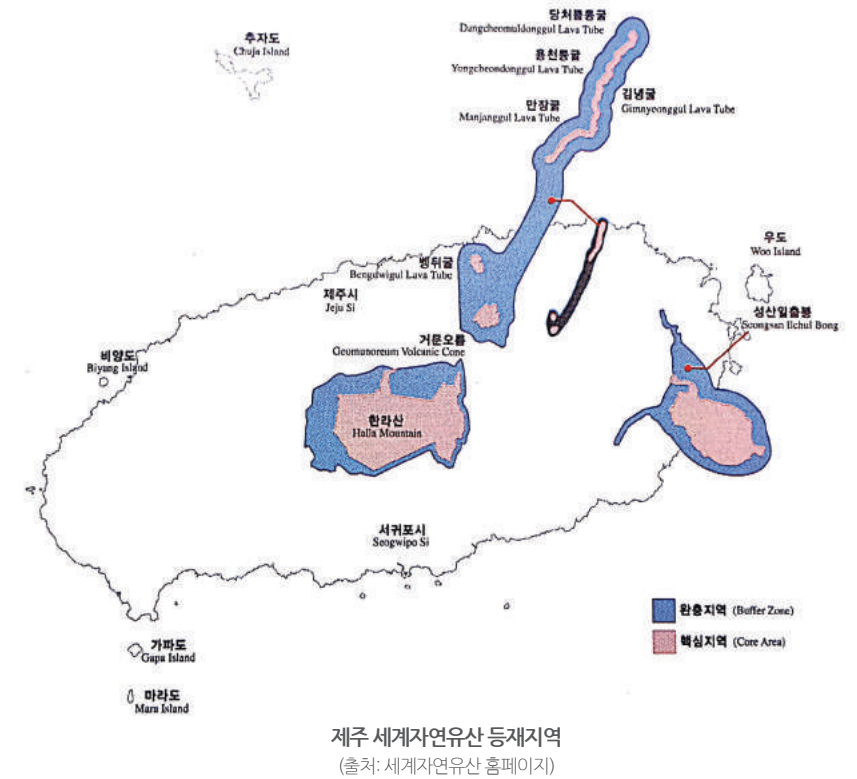 당처물동굴
Dangcheomuldonggul Lava Tube
추자도
Chuja Island
용천동굴
Yongcheondonggul Lava Tube
만장굴
Manjanggul Lava Tube
김녕굴
Gimnyeonggul Lava Tube
우도
Woo Island
벵뒤굴
Bengdwigul Lava Tube
제주시
Jeju Si
성산일출봉
Seongsan Ilchul Bong
거문오름
Geomunoreum Volcanic Cone
비양도
Biyang Island
한라산
Halla Mountain
서귀포시
Seogwipo Si
완충지역 (Buffer Zone)
핵심지역 (Core Area)
가파도
Gapa Island
마라도
Mara Island
제주 세계자연유산 등재지역
(출처: 세계자연유산 홈페이지)